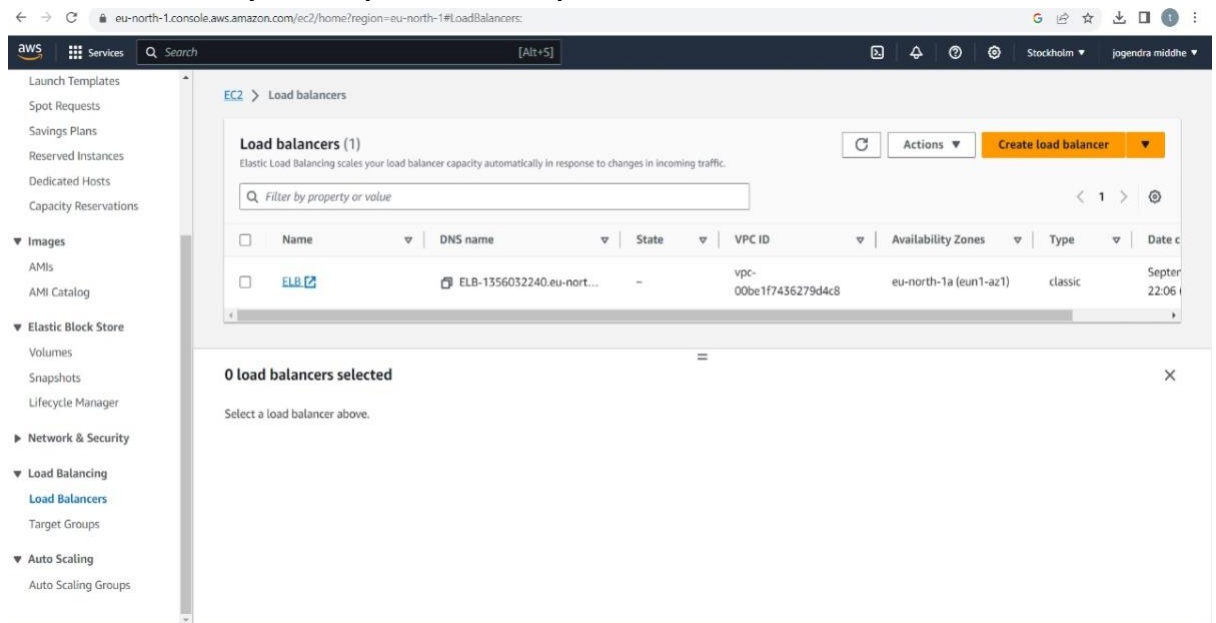 eu-north-1.console.aws.amazon.com/ec2/home?region=eu-north-1#LoadBalancers:
aws Services Search [Alt+S] Stockholm ▼ jogendra middhe ▼
Launch Templates
Spot Requests
Savings Plans
Reserved Instances
Dedicated Hosts
Capacity Reservations
Images
AMIs
AMI Catalog
Elastic Block Store
Volumes
Snapshots
Lifecycle Manager
Network & Security
Load Balancing
Load Balancers
Target Groups
Auto Scaling
Auto Scaling Groups
EC2 > Load balancers
Load balancers (1)
Elastic Load Balancing scales your load balancer capacity automatically in response to changes in incoming traffic.
Actions ▼ Create load balancer ▼
Filter by property or value
< 1 >
Name DNS name State VPC ID Availability Zones Type Date c
ELB ELB-1356032240.eu-nort... – vpc-00be1f7436279d4c8 eu-north-1a (eun1-az1) classic Septer
22:06
0 load balancers selected
Select a load balancer above.